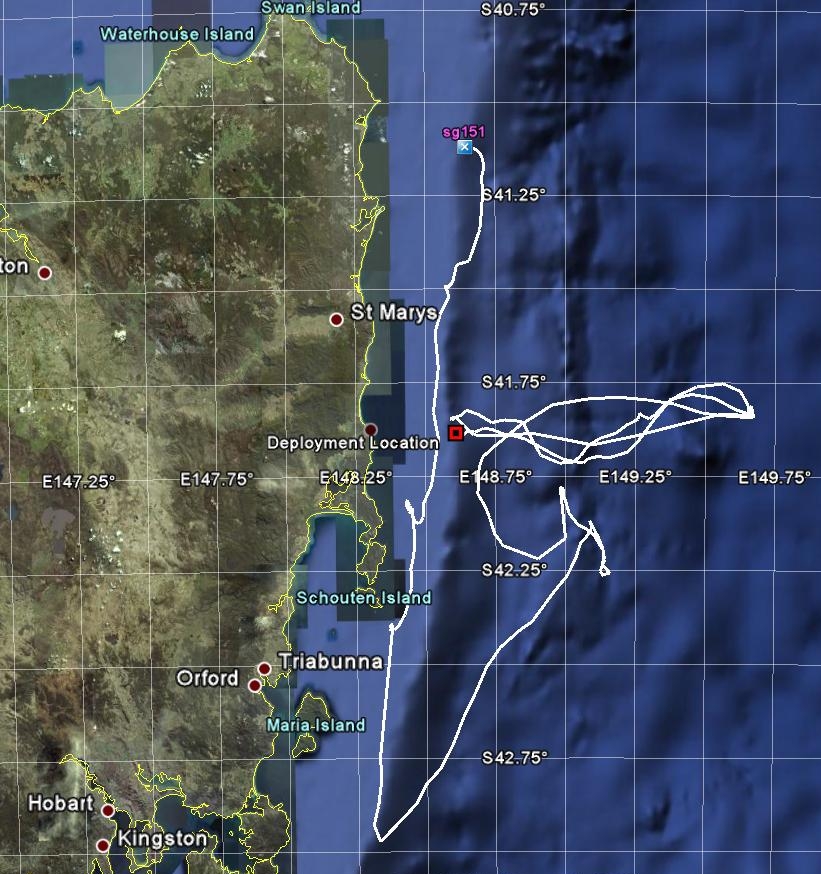 Swan Island
S40.75°
Waterhouse Island
sg151
S41.25°
ton
St Marys
S41.75°
Deployment Location
E147.25°
E147.75°
E148.25°
E148.75°
E149.25°
E149.75°
S42.25°
Schouten Island
Triabunna
Orford
Maria Island
S42.75°
Hobart
Kingston